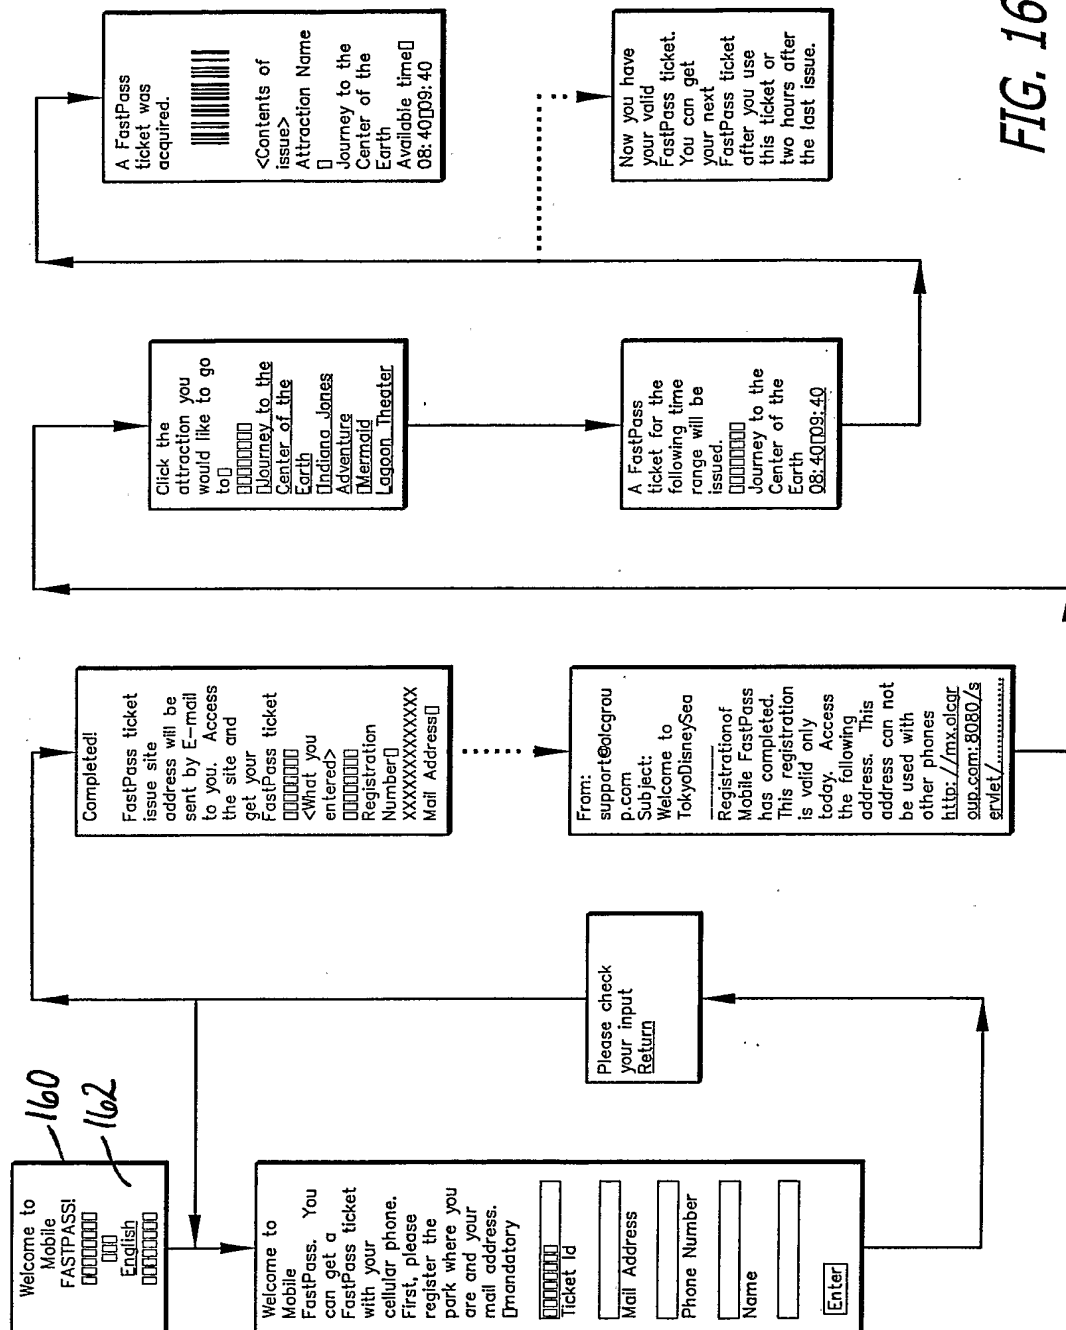 Welcome to
Mobile
FASTPASS!
▯▯▯▯▯▯▯▯
▯▯▯
English
▯▯▯▯▯▯▯▯
160
162
Welcome to
Mobile
FastPass. You
can get a
FastPass ticket
with your
cellular phone.
First, please
register the
park where you
are and your
mail address.
▯mandatory
▯▯▯▯▯▯▯▯
Ticket Id
Mail Address
Phone Number
Name
Enter
Please check
your input
Return
Completed!
FastPass ticket
issue site
address will be
sent by E-mail
to you. Access
the site and
get your
FastPass ticket
▯▯▯▯▯▯▯▯
<What you
entered>
▯▯▯▯▯▯▯▯
Registration
Number▯
XXXXXXXXXXXXXX
Mail Address▯
From:
support@olcgrou
p.com
Subject:
Welcome to
TokyoDisneySea
Registrationof
Mobile FastPass
has completed.
This registration
is valid only
today. Access
the following
address. This
address can not
be used with
other phones
http://mx.olcgr
oup.com:8080/s
ervlet/..................
Click the
attraction you
would like to go
to▯
▯▯▯▯▯▯▯▯
▯Journey to the
Center of the
Earth
▯Indiana Jones
Adventure
▯Mermaid
Lagoon Theater
A FastPass
ticket for the
following time
range will be
issued.
▯▯▯▯▯▯▯▯
Journey to the
Center of the
Earth
08:40▯09:40
A FastPass
ticket was
acquired.
<Contents of
issue>
Attraction Name
▯
Journey to the
Center of the
Earth
Available time▯
08:40▯09:40
Now you have
your valid
FastPass ticket.
You can get
your next
FastPass ticket
after you use
this ticket or
two hours after
the last issue.
FIG. 16